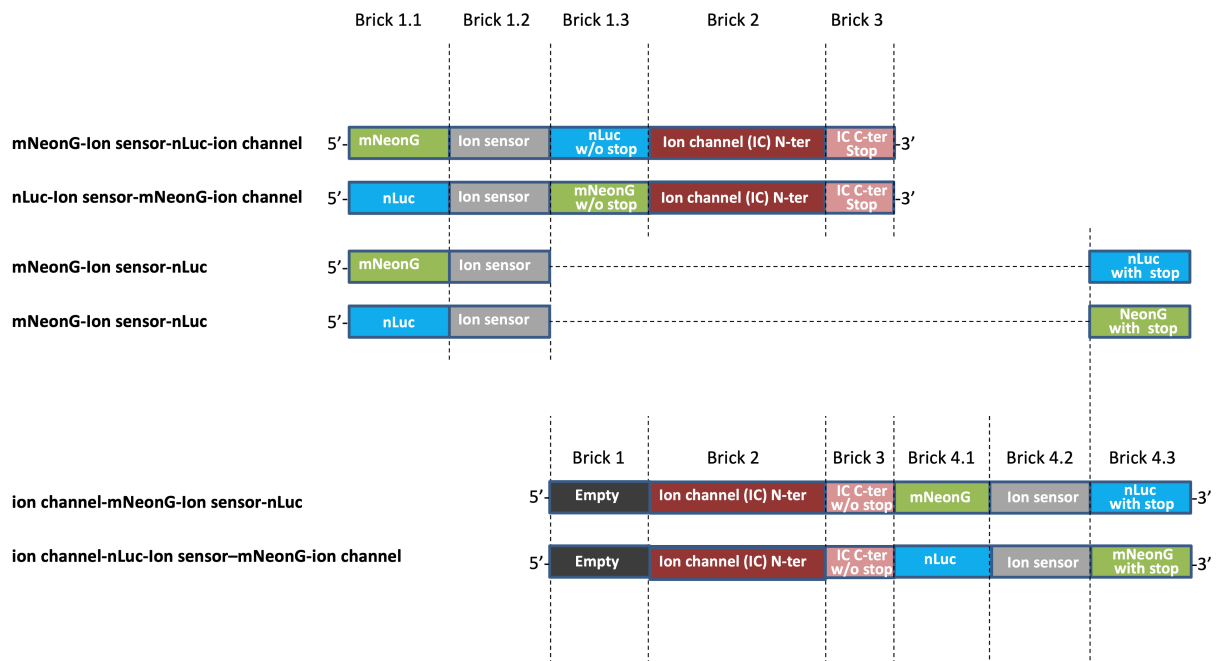 Brick 1.1 Brick 1.2 Brick 1.3 Brick 2 Brick 3
mNeonG-Ion sensor-nLuc-ion channel 5’- mNeonG Ion sensor nLuc w/o stop Ion channel (IC) N-ter IC C-ter Stop -3’
nLuc-Ion sensor-mNeonG-ion channel 5’- nLuc Ion sensor mNeonG w/o stop Ion channel (IC) N-ter IC C-ter Stop -3’
mNeonG-Ion sensor-nLuc 5’- mNeonG Ion sensor nLuc with stop
mNeonG-Ion sensor-nLuc 5’- nLuc Ion sensor NeonG with stop
Brick 1 Brick 2 Brick 3 Brick 4.1 Brick 4.2 Brick 4.3
ion channel-mNeonG-Ion sensor-nLuc 5’- Empty Ion channel (IC) N-ter IC C-ter w/o stop mNeonG Ion sensor nLuc with stop -3’
ion channel-nLuc-Ion sensor–mNeonG-ion channel 5’- Empty Ion channel (IC) N-ter IC C-ter w/o stop nLuc Ion sensor mNeonG with stop -3’